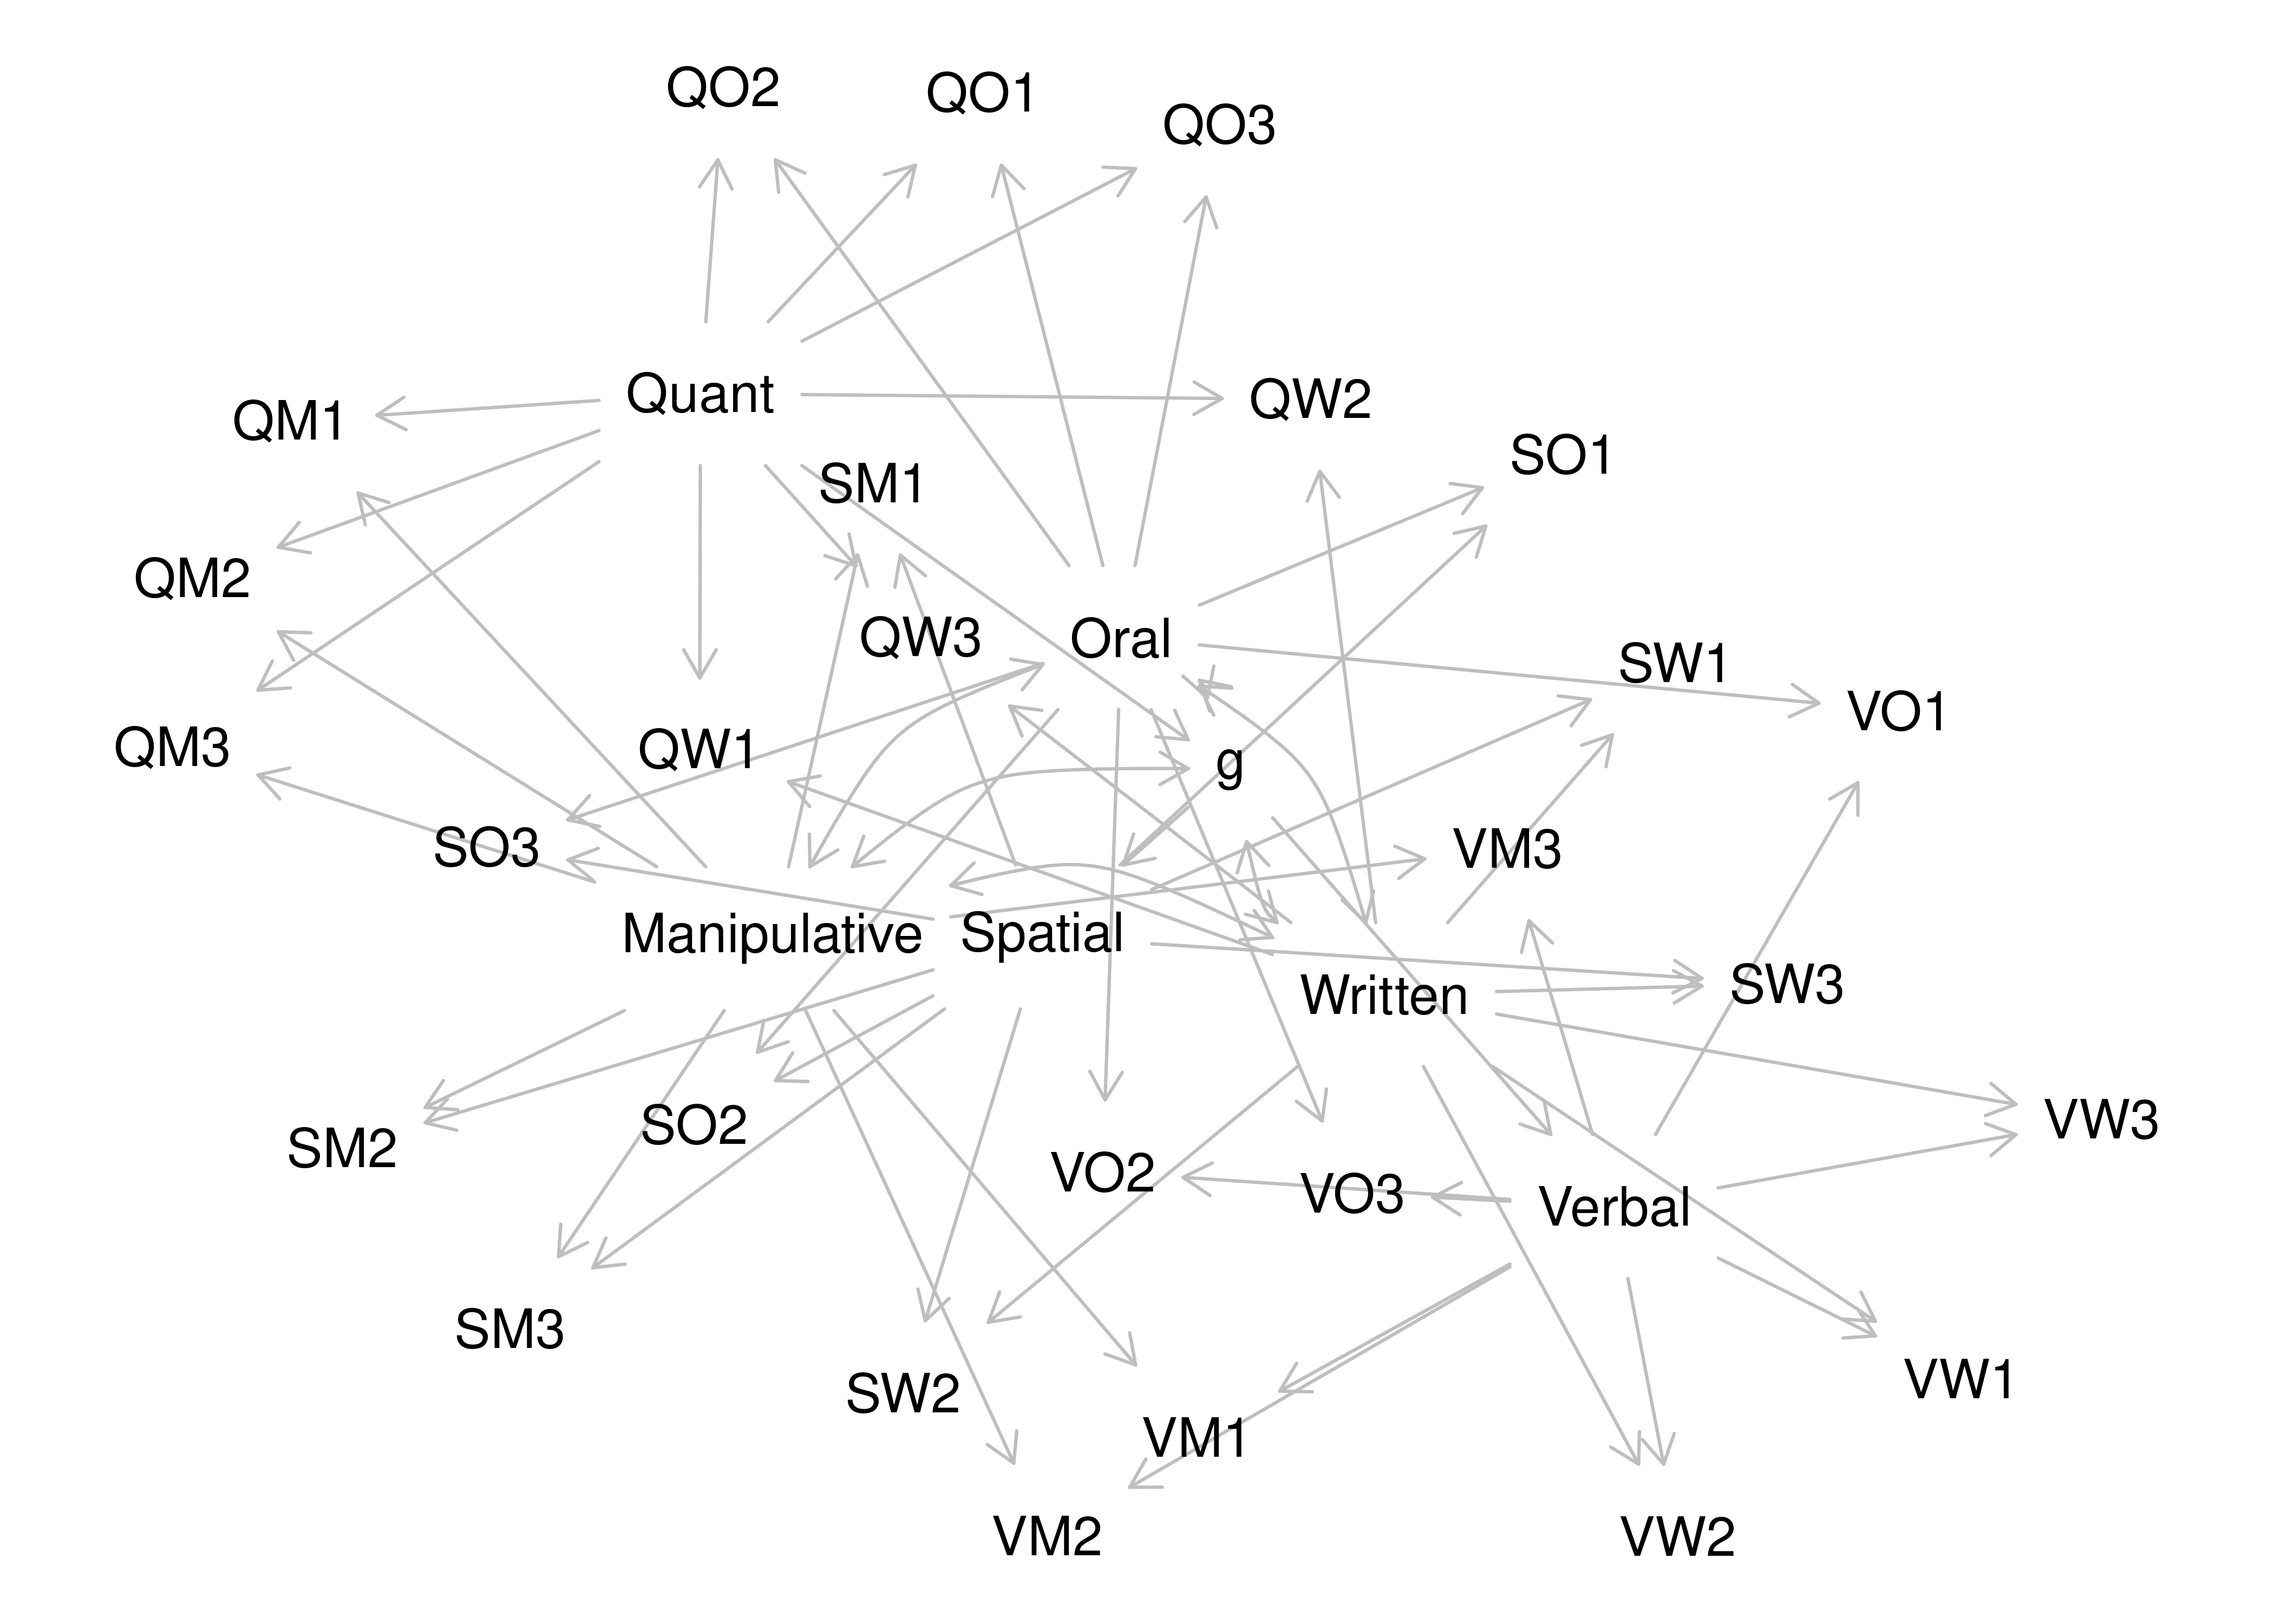 QO2
QO1
QO3
Quant
QM1
QW2
SO1
SM1
QM2
QW3
Oral
SW1
VO1
QM3
QW1
g
SO3
VM3
Manipulative
Spatial
Written
SW3
SM2
SO2
VO2
VO3
Verbal
VW3
SM3
SW2
VM1
VW1
VM2
VW2